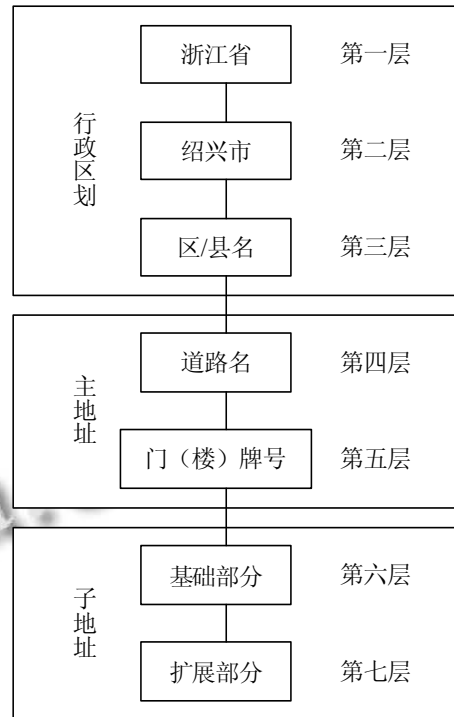 浙江省 第一层
行政区划
绍兴市 第二层
区/县名 第三层
道路名 第四层
主地址
门（楼）牌号 第五层
基础部分 第六层
子地址
扩展部分 第七层